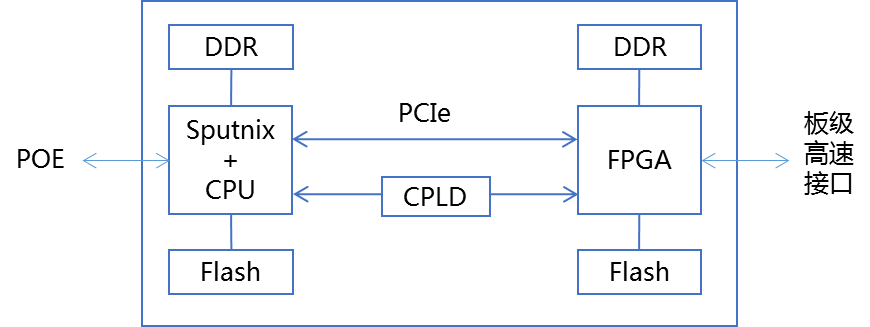 DDR
DDR
PCIe
POE
Sputnix
+
CPU
FPGA
板级
高速
接口
CPLD
Flash
Flash